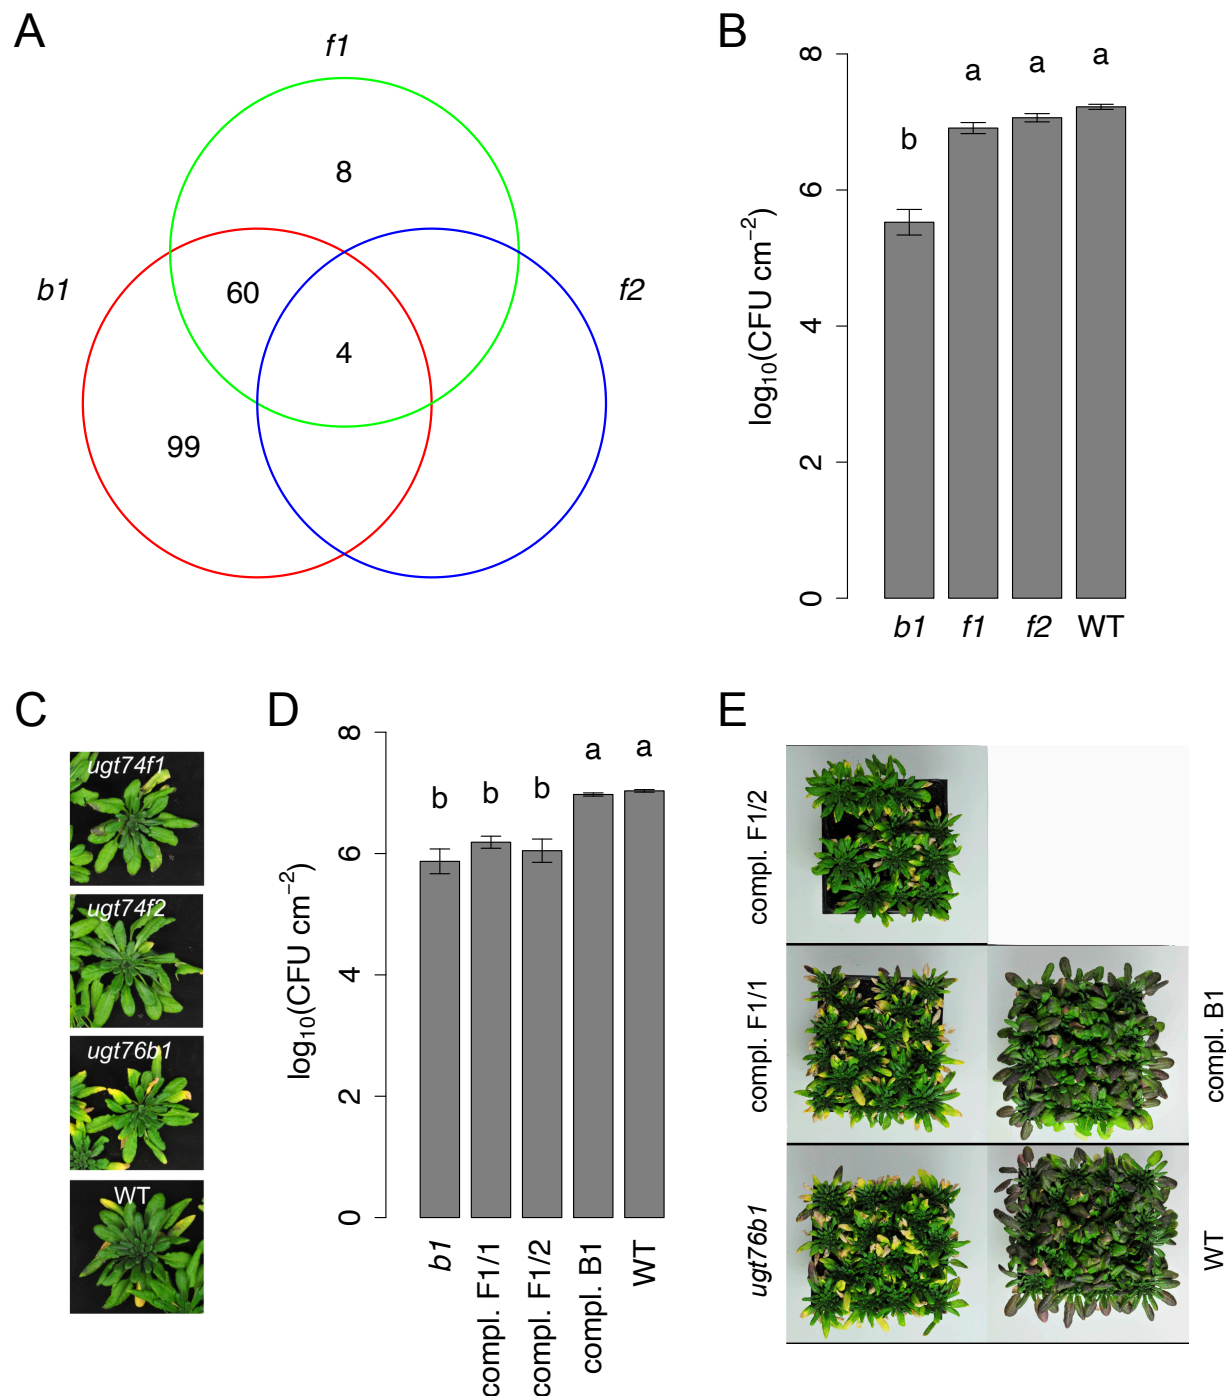 A
f1
8
b1
60
f2
4
99
B
log10(CFU cm−2)
0
2
4
6
8
b
a
a
a
b1
f1
f2
WT
C
ugt74f1
ugt74f2
ugt76b1
WT
D
log10(CFU cm−2)
0
2
4
6
8
b
b
b
a
a
b1
compl. F1/1
compl. F1/2
compl. B1
WT
E
compl. F1/2
compl. F1/1
compl. B1
ugt76b1
WT